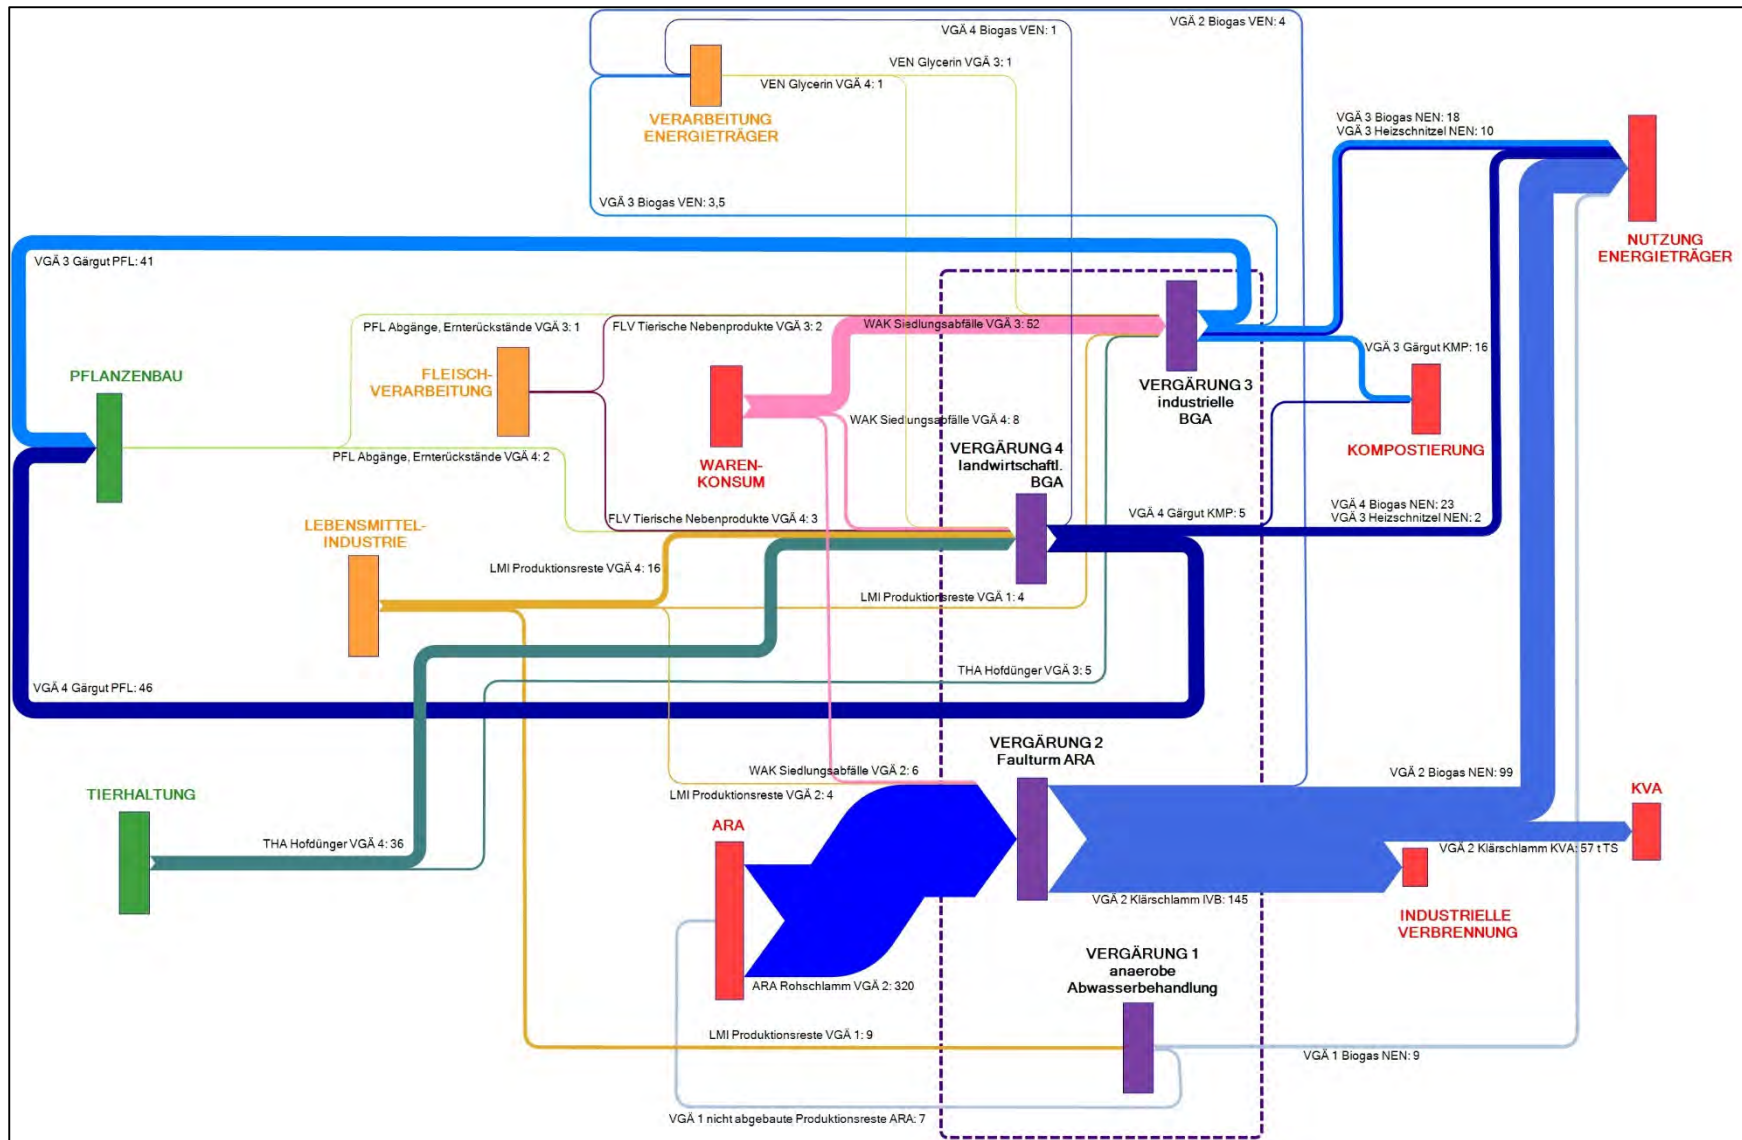 VGÄ 2 Biogas VEN: 4
VGÄ 4 Biogas VEN: 1
VEN Glycerin VGÄ 3: 1
VEN Glycerin VGÄ 4: 1
VERARBEITUNG
ENERGIETRÄGER
VGÄ 3 Biogas NEN: 18
VGÄ 3 Heizschnitzel NEN: 10
VGÄ 3 Biogas VEN: 3,5
NUTZUNG
ENERGIETRÄGER
VGÄ 3 Gärgut PFL: 41
PFL Abgänge, Ernterückstände VGÄ 3: 1
FLV Tierische Nebenprodukte VGÄ 3: 2
WAK Siedlungsabfälle VGÄ 3: 52
VGÄ 3 Gärgut KMP: 16
PFLANZENBAU
FLEISCH-
VERARBEITUNG
VERGÄRUNG 3
industrielle
BGA
WAK Siedlungsabfälle VGÄ 4: 8
PFL Abgänge, Ernterückstände VGÄ 4: 2
WAREN-
KONSUM
VERGÄRUNG 4
landwirtschaftl.
BGA
KOMPOSTIERUNG
LEBENSMITTEL-
INDUSTRIE
FLV Tierische Nebenprodukte VGÄ 4: 3
VGÄ 4 Gärgut KMP: 5
VGÄ 4 Biogas NEN: 23
VGÄ 3 Heizschnitzel NEN: 2
LMI Produktionsreste VGÄ 4: 16
LMI Produktionsreste VGÄ 1: 4
THA Hofdünger VGÄ 3: 5
VGÄ 4 Gärgut PFL: 46
VERGÄRUNG 2
Faulturm ARA
WAK Siedlungsabfälle VGÄ 2: 6
VGÄ 2 Biogas NEN: 99
LMI Produktionsreste VGÄ 2: 4
TIERHALTUNG
KVA
ARA
THA Hofdünger VGÄ 4: 36
VGÄ 2 Klärschlamm KVA: 57 t TS
VGÄ 2 Klärschlamm IVB: 145
INDUSTRIELLE
VERBRENNUNG
VERGÄRUNG 1
anaerobe
Abwasserbehandlung
ARA Rohschlamm VGÄ 2: 320
LMI Produktionsreste VGÄ 1: 9
VGÄ 1 Biogas NEN: 9
VGÄ 1 nicht abgebaute Produktionsreste ARA: 7